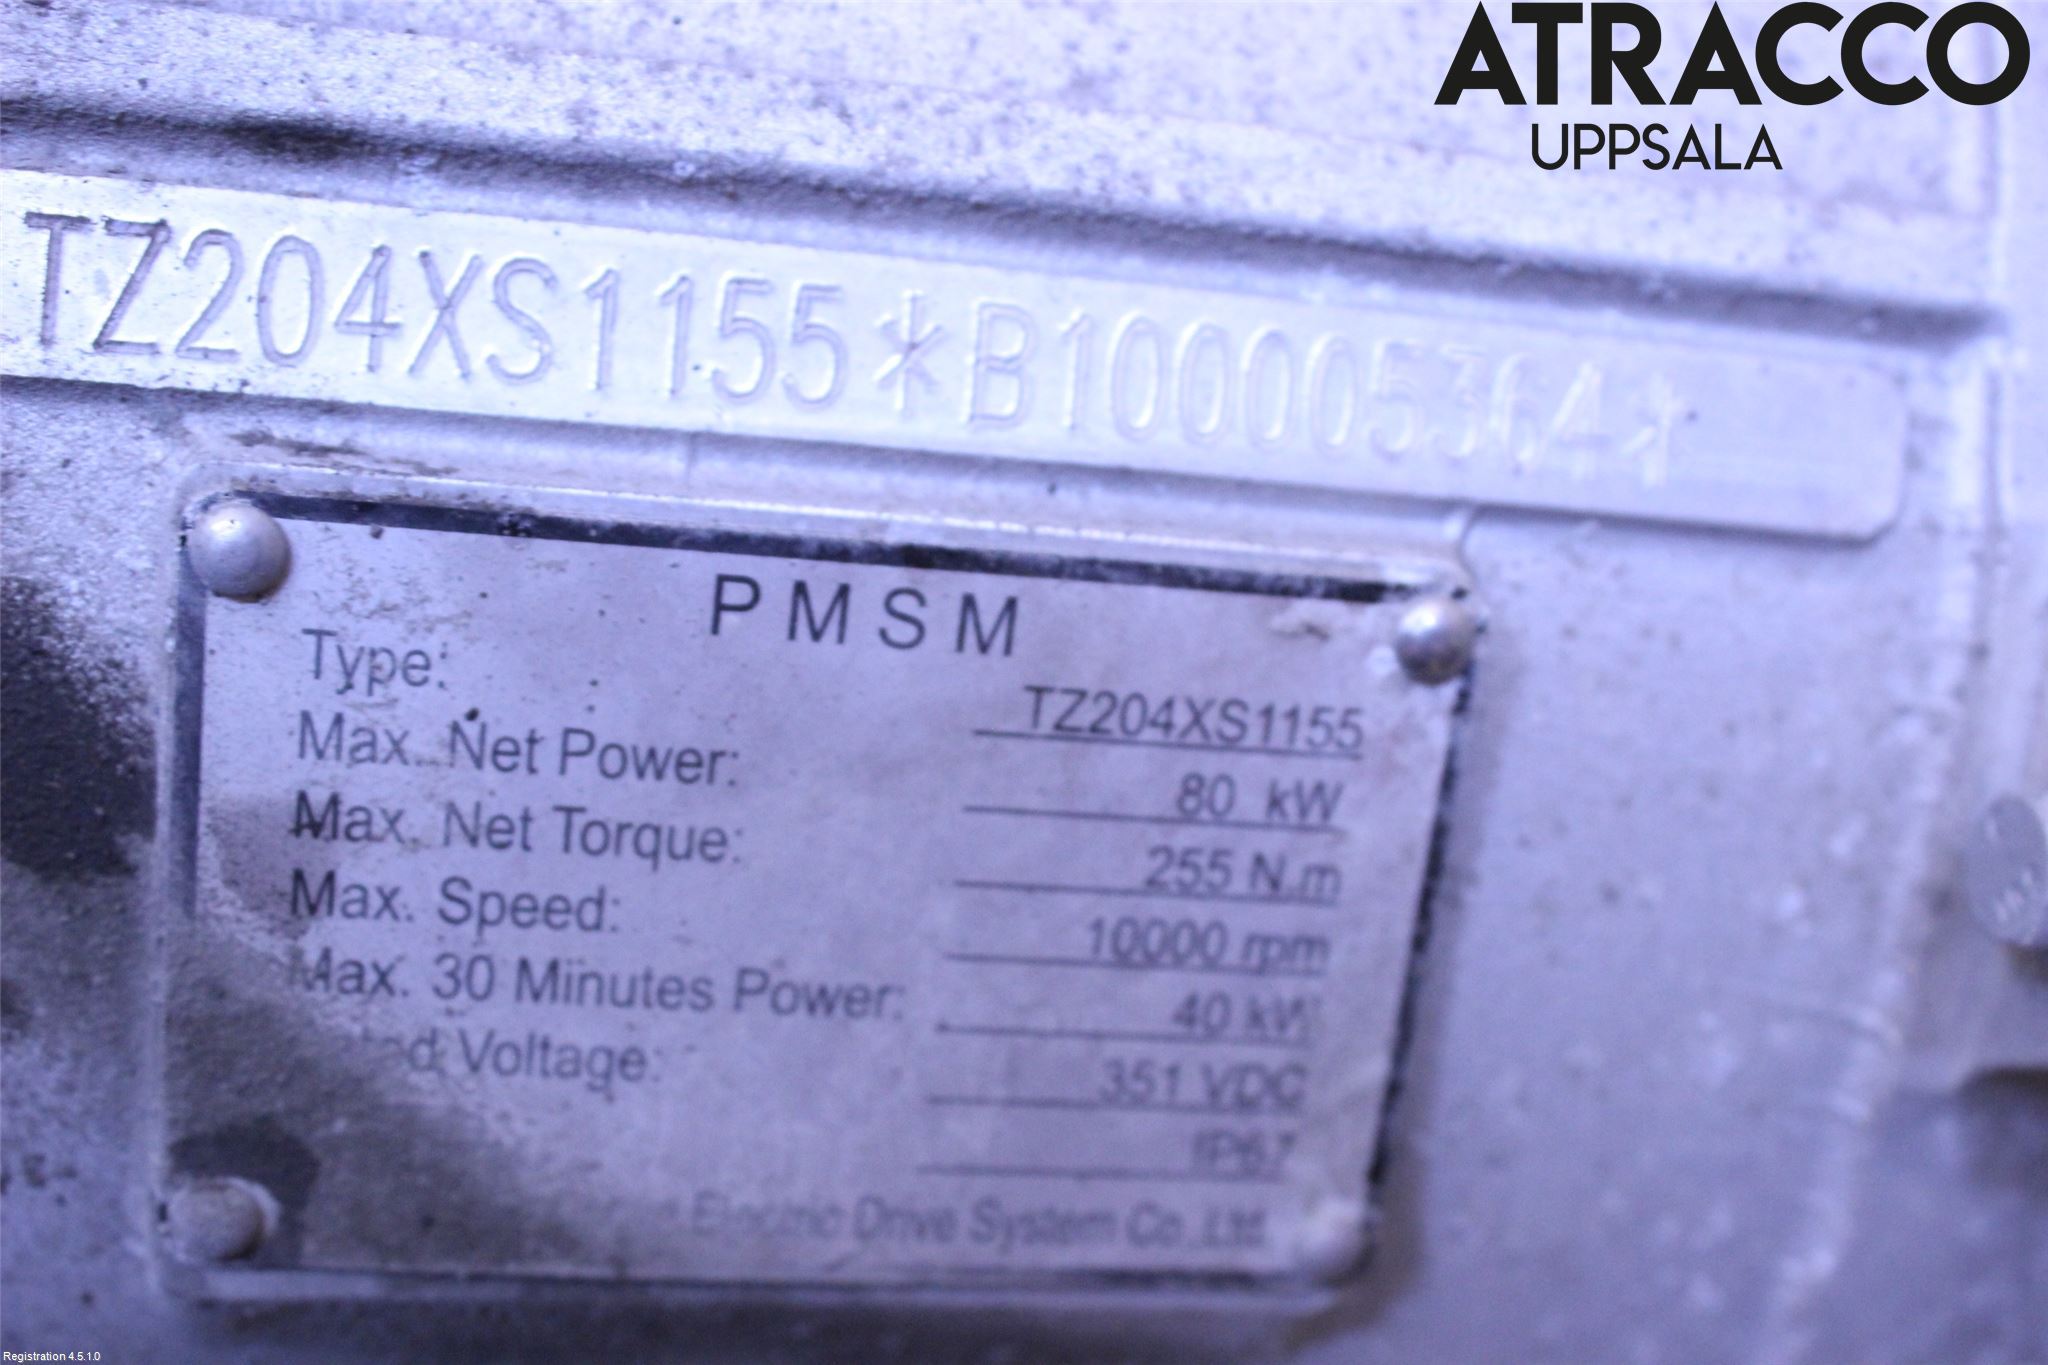 ATRACCO
UPPSALA
TZ204XS1155*B100005364*
PMSM
Type: TZ204XS1155
Max. Net Power: 80 kW
Max. Net Torque: 255 N.m
Max. Speed: 10000 rpm
Max. 30 Minutes Power: 40 kW
Voltage: 351 VDC
IP67
Electric Drive System Co.,Ltd
Registration 4.5.1.0